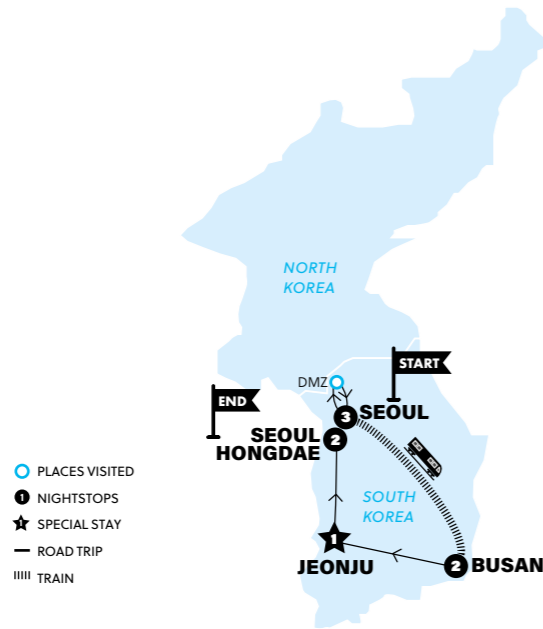 NORTH
KOREA
START
DMZ
END
3 SEOUL
SEOUL
HONGDAE
2
SOUTH
KOREA
1
JEONJU
2 BUSAN
PLACES VISITED
1 NIGHTSTOPS
1 SPECIAL STAY
ROAD TRIP
TRAIN